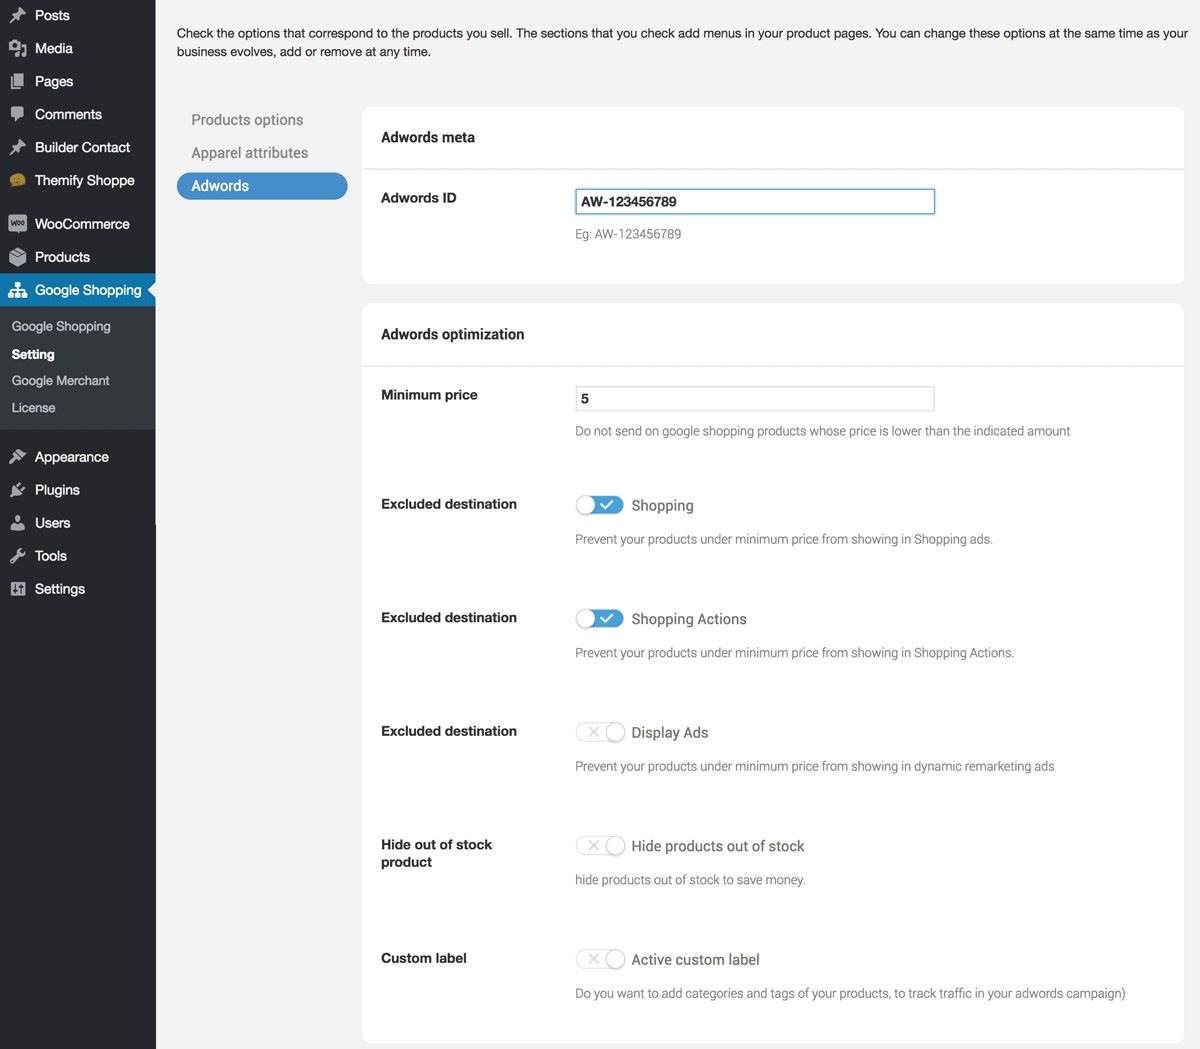 Posts
Media
Pages
Comments
Builder Contact
Themify Shoppe
WOO WooCommerce
Products
Google Shopping
Google Shopping
Setting
Google Merchant
License
Appearance
Plugins
Users
Tools
Settings
Check the options that correspond to the products you sell. The sections that you check add menus in your product pages. You can change these options at the same time as your
business evolves, add or remove at any time.
Products options
Apparel attributes
Adwords
Adwords meta
Adwords ID
AW-123456789
Eg: AW-123456789
Adwords optimization
Minimum price
5
Do not send on google shopping products whose price is lower than the indicated amount
Excluded destination
Shopping
Prevent your products under minimum price from showing in Shopping ads.
Excluded destination
Shopping Actions
Prevent your products under minimum price from showing in Shopping Actions.
Excluded destination
Display Ads
Prevent your products under minimum price from showing in dynamic remarketing ads
Hide out of stock
product
Hide products out of stock
hide products out of stock to save money.
Custom label
Active custom label
Do you want to add categories and tags of your products, to track traffic in your adwords campaign)